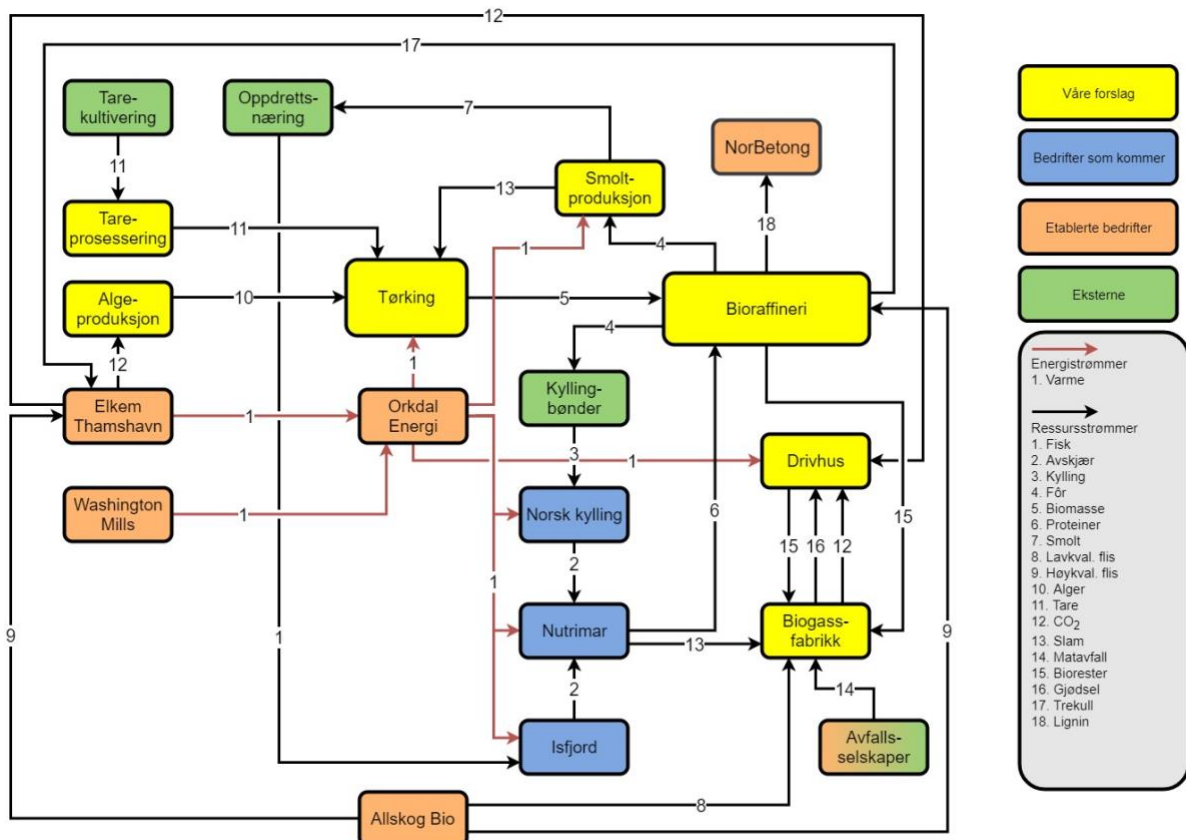 12
17
Tare-
kultivering
Oppdretts-
næring
7
NorBetong
11
13
Smolt-
produksjon
18
Tare-
prosessering
11
1
4
Tørking
5
Bioraffineri
Alge-
produksjon
10
4
12
1
Elkem
Thamshavn
1
Orkdal
Energi
Kylling-
bønder
3
1
Drivhus
Washington
Mills
1
Norsk kylling
6
15
15
16
12
2
1
9
1
Nutrimar
13
Biogass-
fabrikk
9
2
14
Isfjord
Avfalls-
selskaper
Allskog Bio
8
Våre forslag
Bedrifter som kommer
Etablerte bedrifter
Eksterne
Energistrømmer
1. Varme
Ressursstrømmer
1. Fisk
2. Avskjær
3. Kylling
4. Fôr
5. Biomasse
6. Proteiner
7. Smolt
8. Lavkval. flis
9. Høykval. flis
10. Alger
11. Tare
12. CO2
13. Slam
14. Matavfall
15. Biorester
16. Gjødsel
17. Trekull
18. Lignin